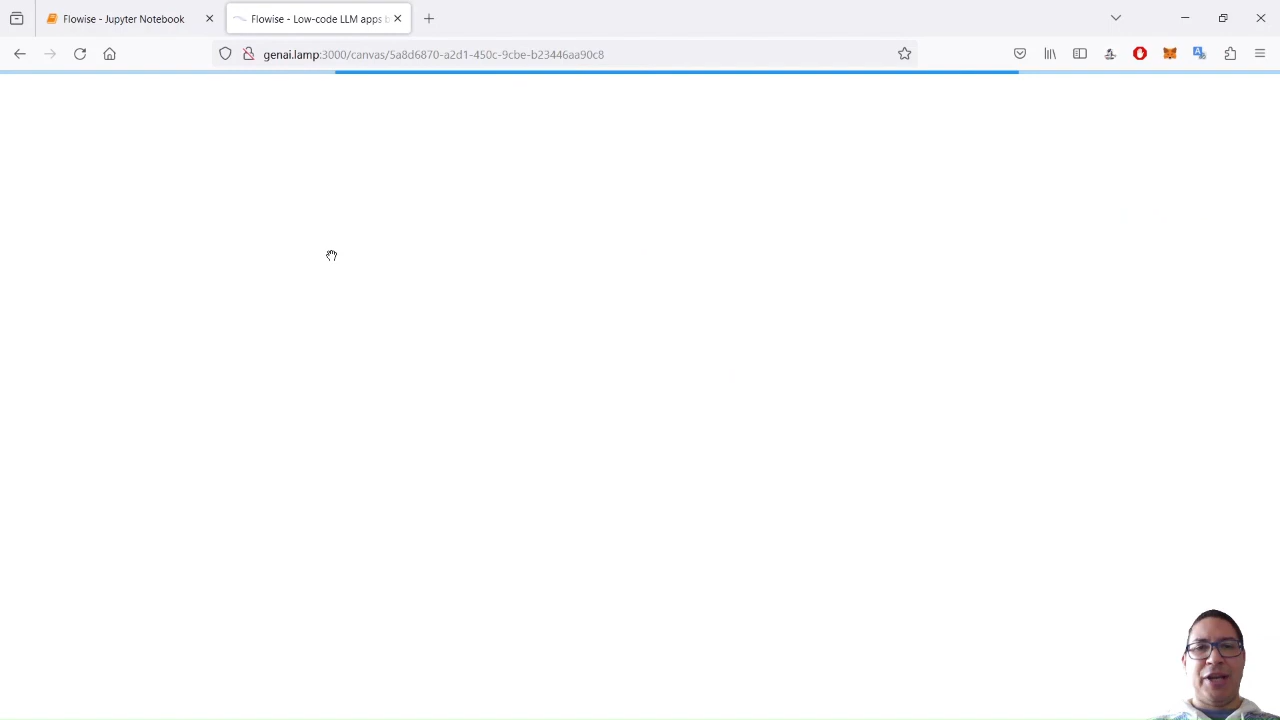 Flowise - Jupyter Notebook
Flowise - Low-code LLM apps b
genai.lamp:3000/canvas/5a8d6870-a2d1-450c-9cbe-b23446aa90c8